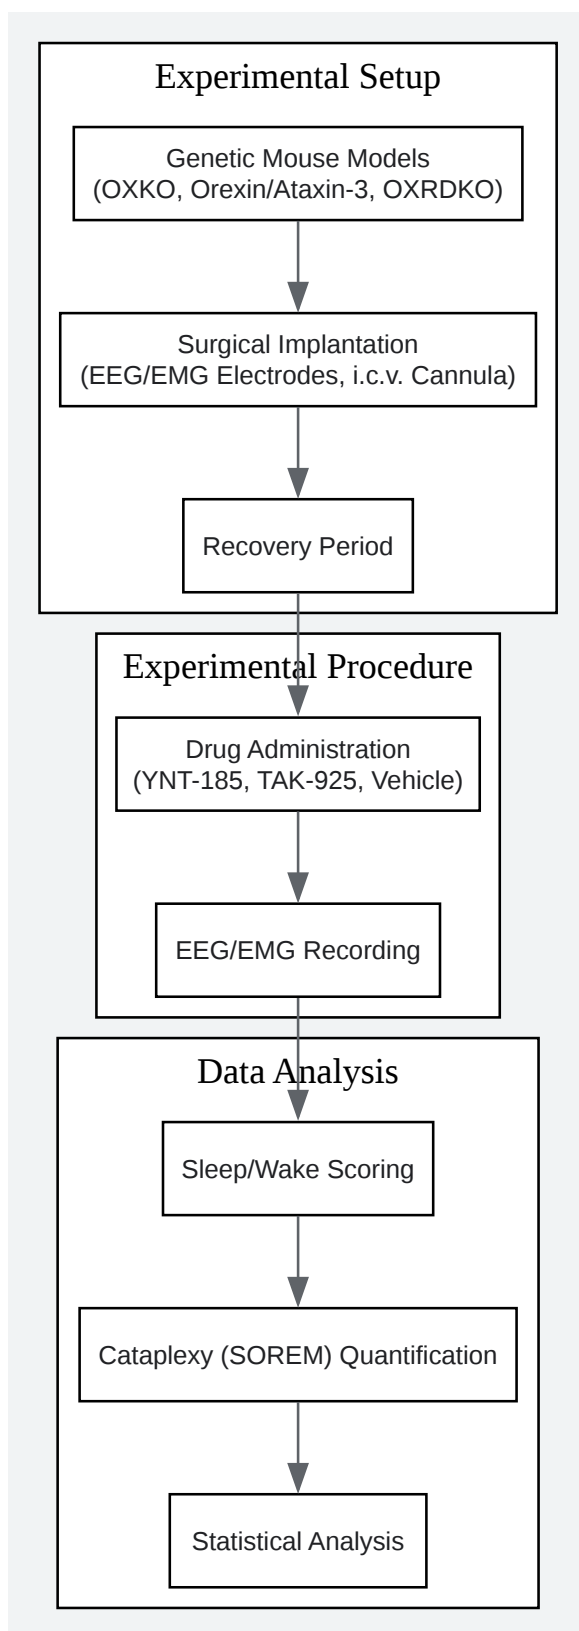 Experimental Setup
Genetic Mouse Models
(OXKO, Orexin/Ataxin-3, OXRDKO)
Surgical Implantation
(EEG/EMG Electrodes, i.c.v. Cannula)
Recovery Period
Experimental Procedure
Drug Administration
(YNT-185, TAK-925, Vehicle)
EEG/EMG Recording
Data Analysis
Sleep/Wake Scoring
Cataplexy (SOREM) Quantification
Statistical Analysis